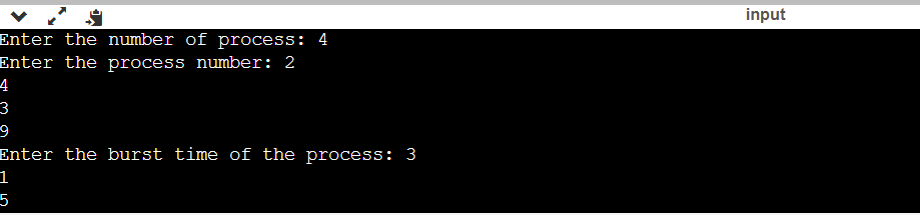 input
Enter the number of process: 4
Enter the process number: 2
4
3
9
Enter the burst time of the process: 3
1
5